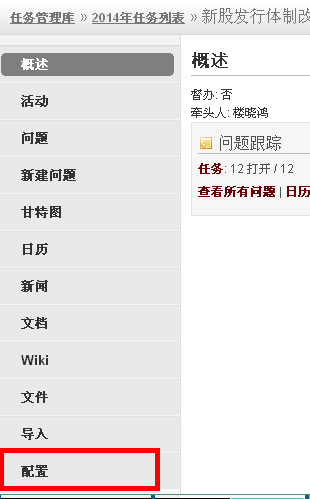 任务管理库 » 2014年任务列表 » 新股发行体制改
概述
活动
问题
新建问题
甘特图
日历
新闻
文档
Wiki
文件
导入
配置
概述
督办: 否
牵头人: 楼晓鸿
问题跟踪
任务: 12 打开 / 12
查看所有问题 | 日历